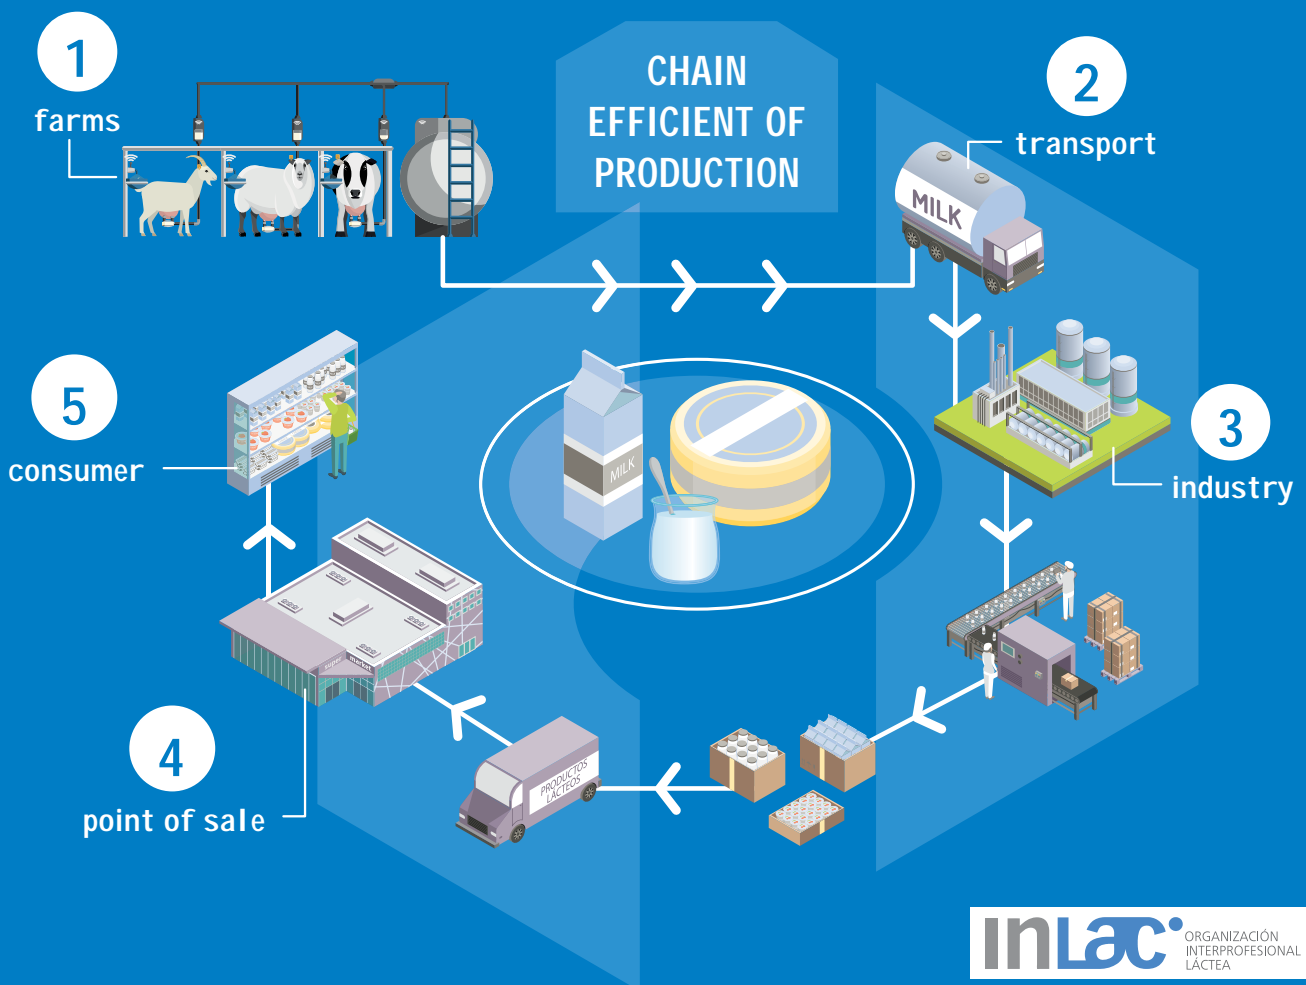 1
farms
CHAIN
EFFICIENT OF
PRODUCTION
2
transport
MILK
5
consumer
MILK
3
industry
super
market
4
point of sale
PRODUCTOS
LÁCTEOS
inLac
ORGANIZACIÓN
INTERPROFESIONAL
LÁCTEA